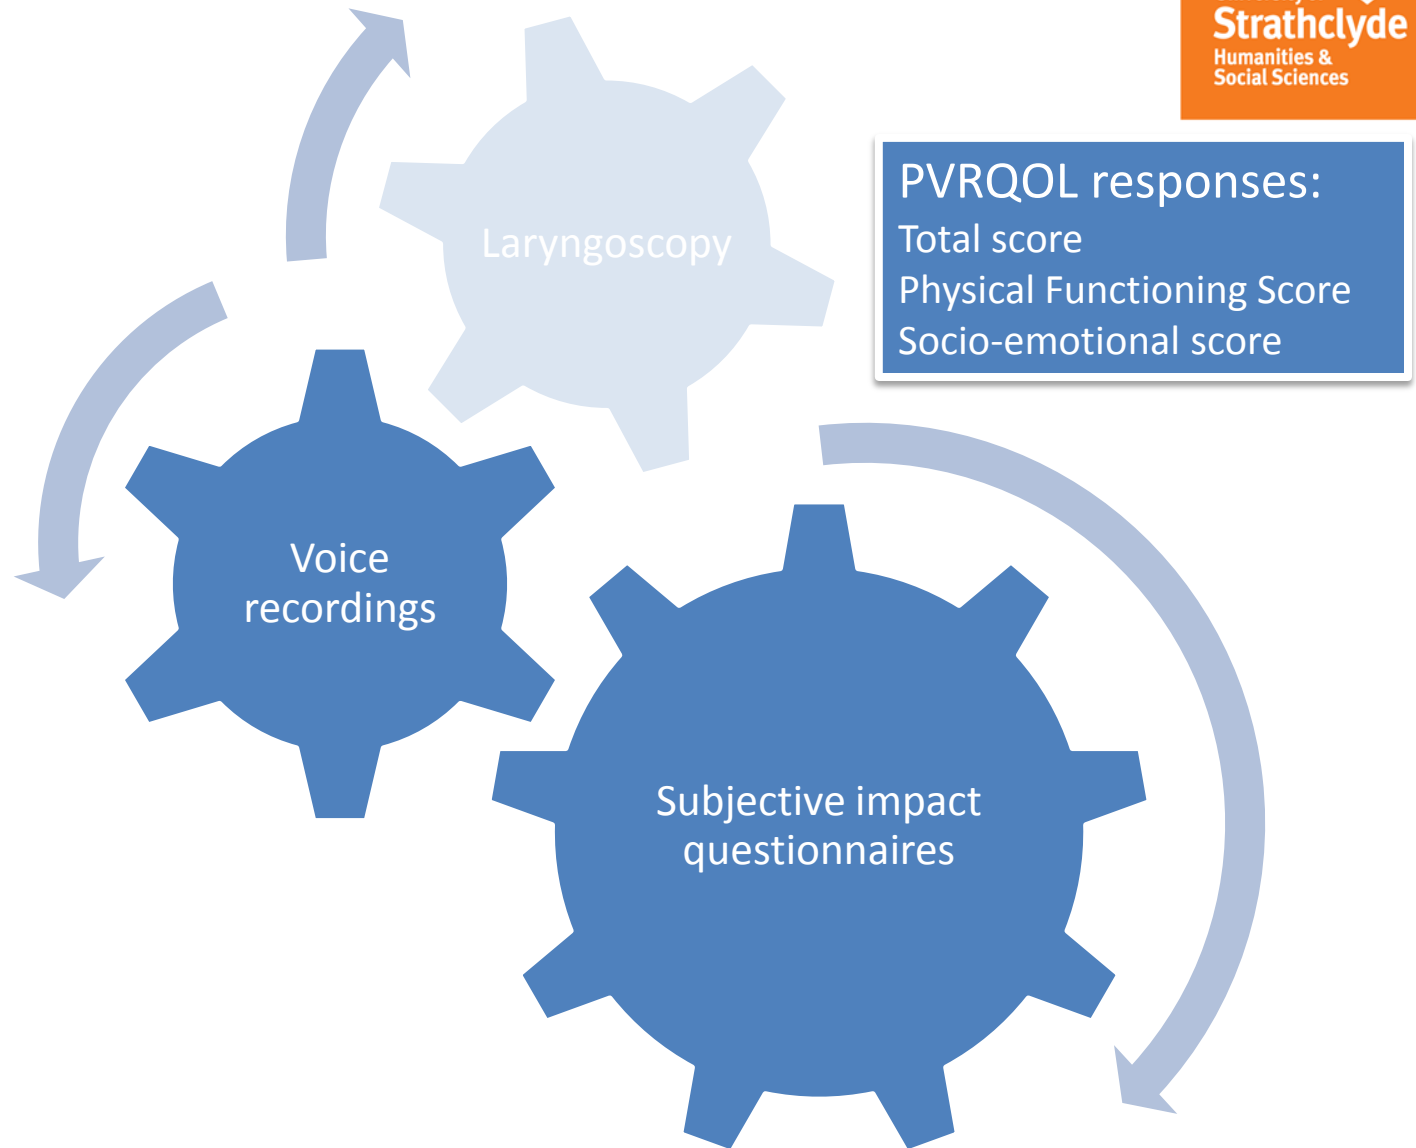 Strathclyde
Humanities &
Social Sciences
Laryngoscopy
PVRQOL responses:
Total score
Physical Functioning Score
Socio-emotional score
Voice
recordings
Subjective impact
questionnaires